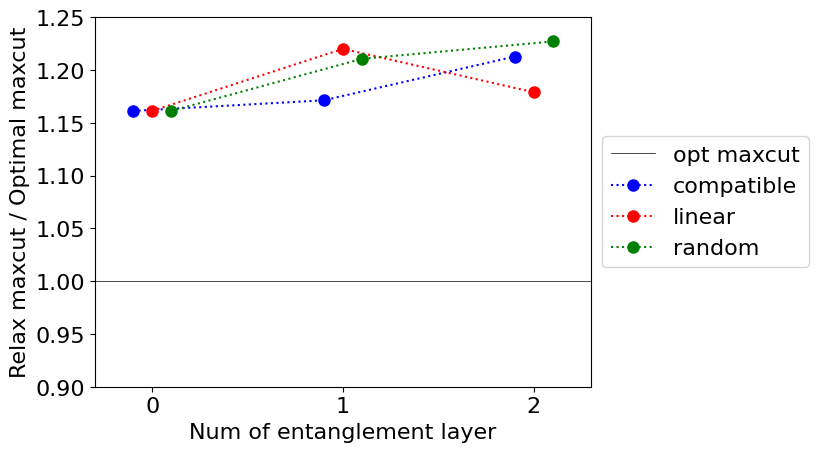 Relax maxcut / Optimal maxcut
1.25
1.20
1.15
1.10
1.05
1.00
0.95
0.90
0
1
2
Num of entanglement layer
opt maxcut
compatible
linear
random